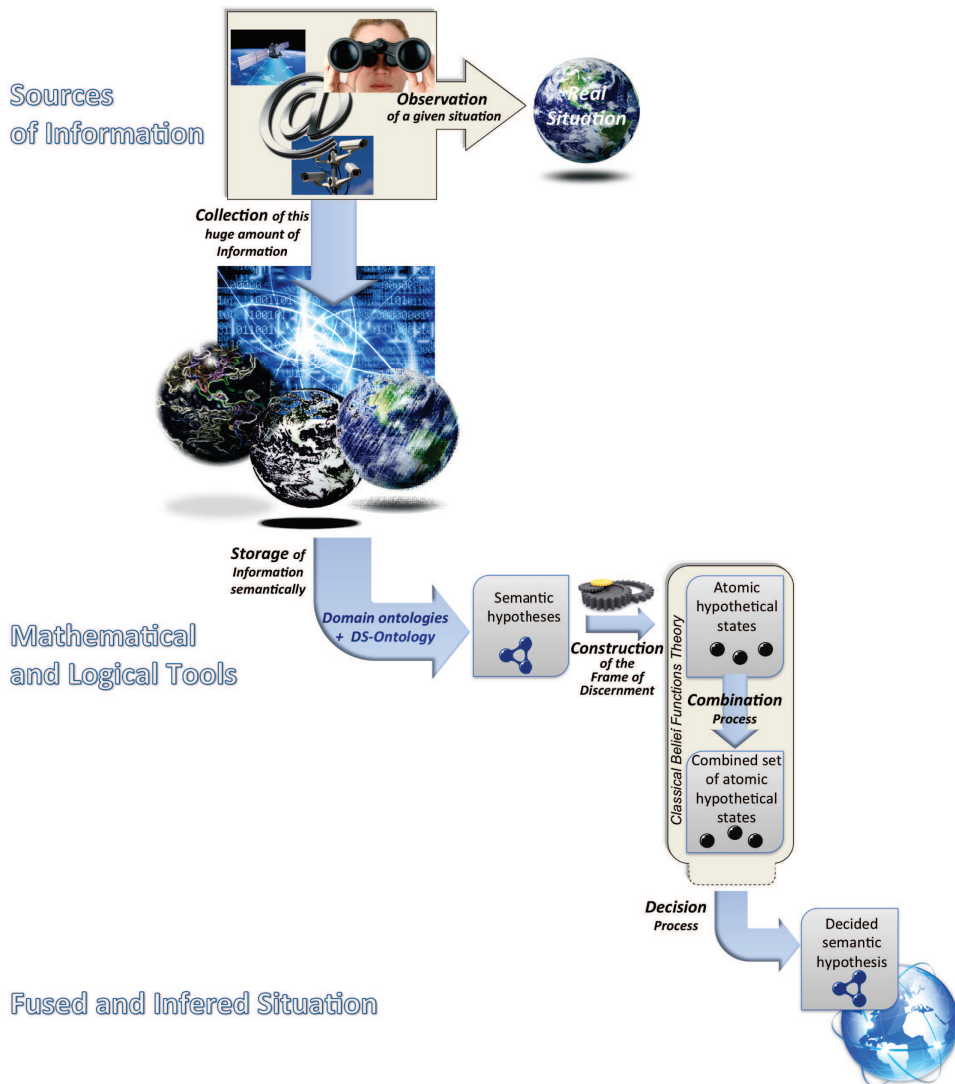 Sources
of Information
Observation
of a given situation
Real
Situation
Collection of this
huge amount of
Information
Storage of
Information
semantically
Domain ontologies
+ DS-Ontology
Mathematical
and Logical Tools
Semantic
hypotheses
Construction
of the
Frame of
Discernment
Classical Belief Functions Theory
Atomic
hypothetical
states
Combination
Process
Combined set
of atomic
hypothetical
states
Decision
Process
Decided
semantic
hypothesis
Fused and Infered Situation